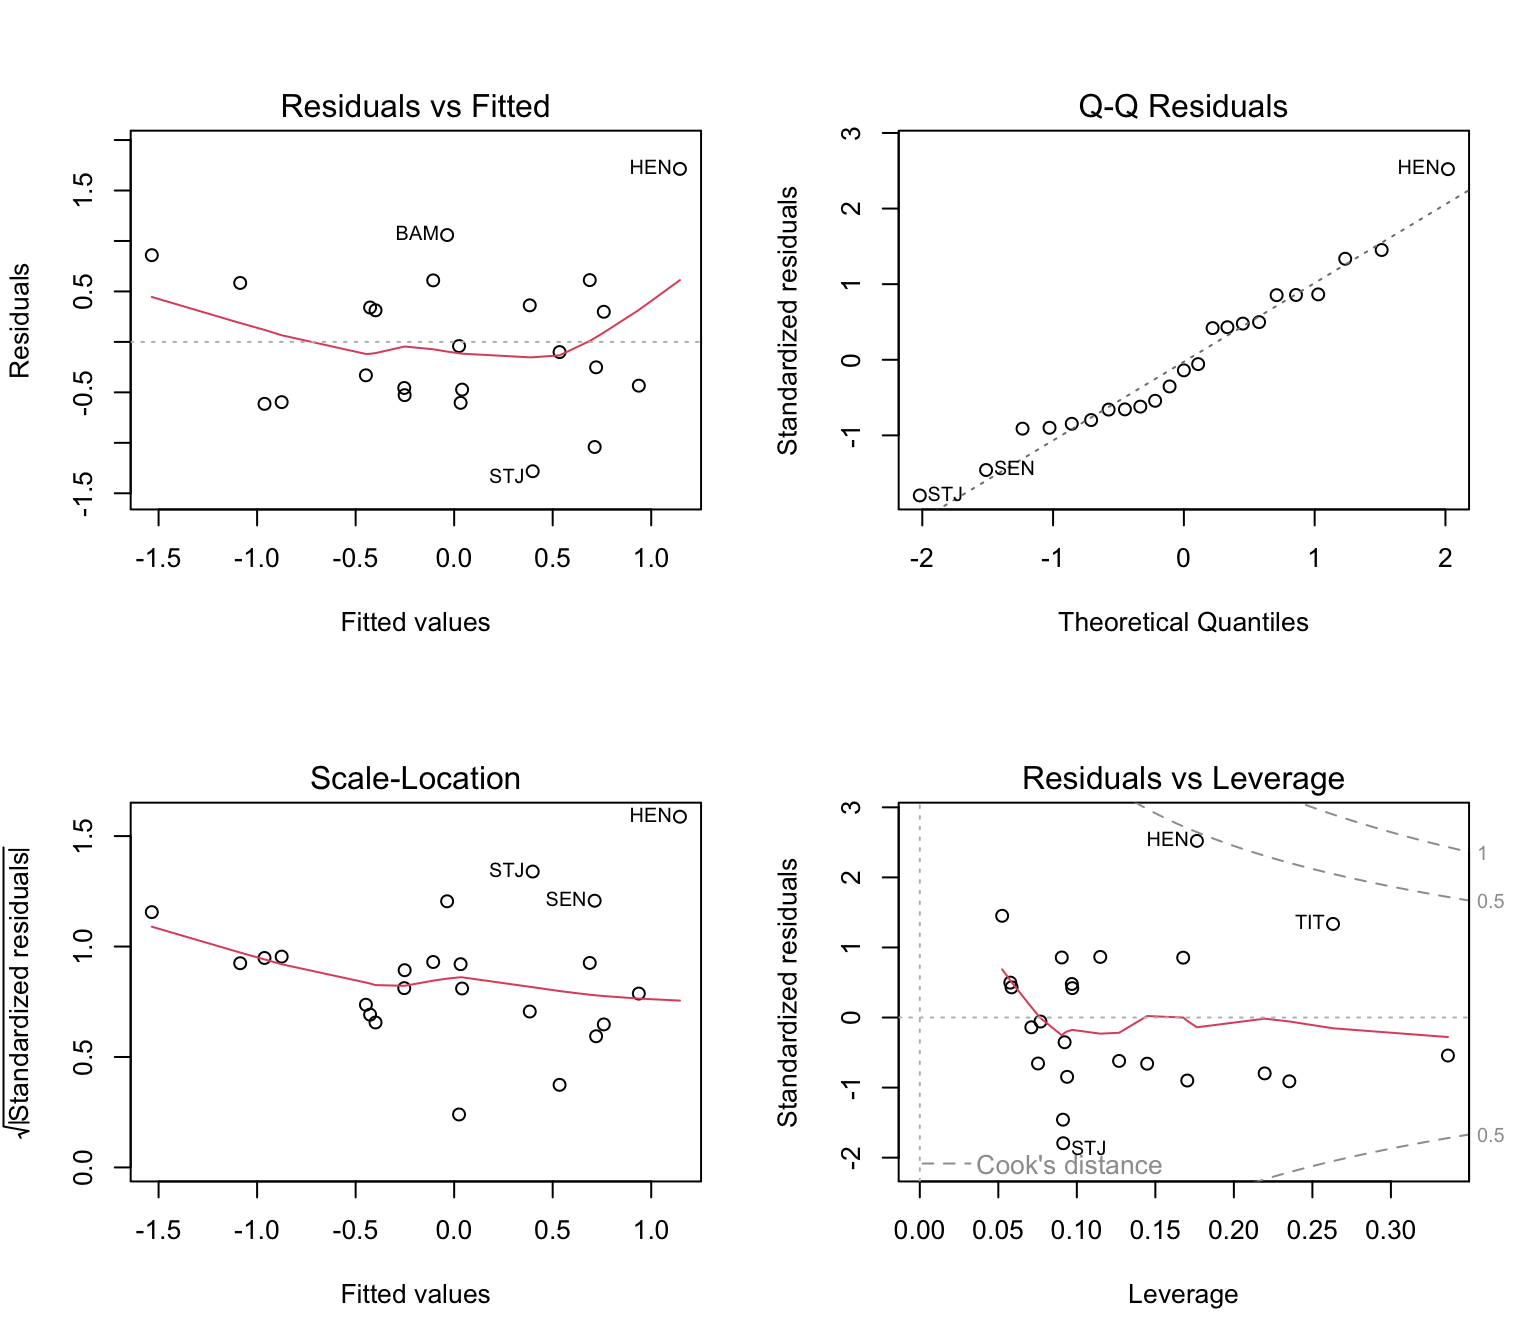 Residuals vs Fitted
Residuals
-1.5 -0.5 0.5 1.5
HEN
BAM
STJ
-1.5 -1.0 -0.5 0.0 0.5 1.0
Fitted values
Q-Q Residuals
Standardized residuals
-1 0 1 2 3
HEN
SEN
STJ
-2 -1 0 1 2
Theoretical Quantiles
Scale-Location
√|Standardized residuals|
0.0 0.5 1.0 1.5
HEN
STJ
SEN
-1.5 -1.0 -0.5 0.0 0.5 1.0
Fitted values
Residuals vs Leverage
Standardized residuals
-2 -1 0 1 2 3
HEN
TIT
STJ
1
0.5
0.5
Cook's distance
0.00 0.05 0.10 0.15 0.20 0.25 0.30
Leverage